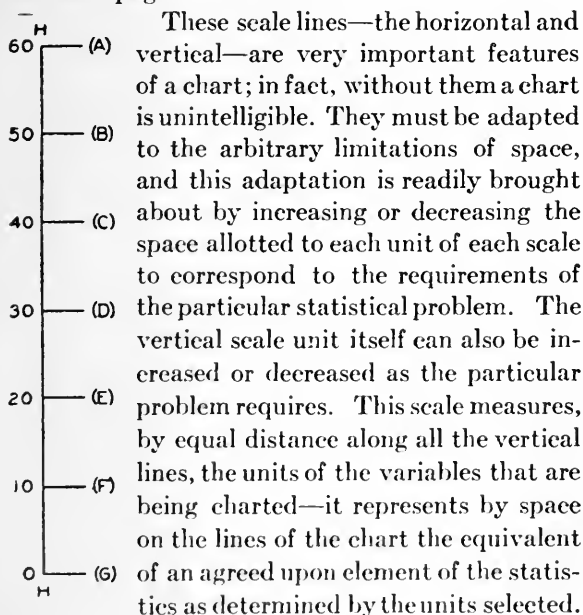 H
60 (A)
50 (B)
40 (C)
30 (D)
20 (E)
10 (F)
0 (G)
H
These scale lines—the horizontal and
vertical—are very important features
of a chart; in fact, without them a chart
is unintelligible. They must be adapted
to the arbitrary limitations of space,
and this adaptation is readily brought
about by increasing or decreasing the
space allotted to each unit of each scale
to correspond to the requirements of
the particular statistical problem. The
vertical scale unit itself can also be in-
creased or decreased as the particular
problem requires. This scale measures,
by equal distance along all the vertical
lines, the units of the variables that are
being charted—it represents by space
on the lines of the chart the equivalent
of an agreed upon element of the statis-
tics as determined by the units selected.